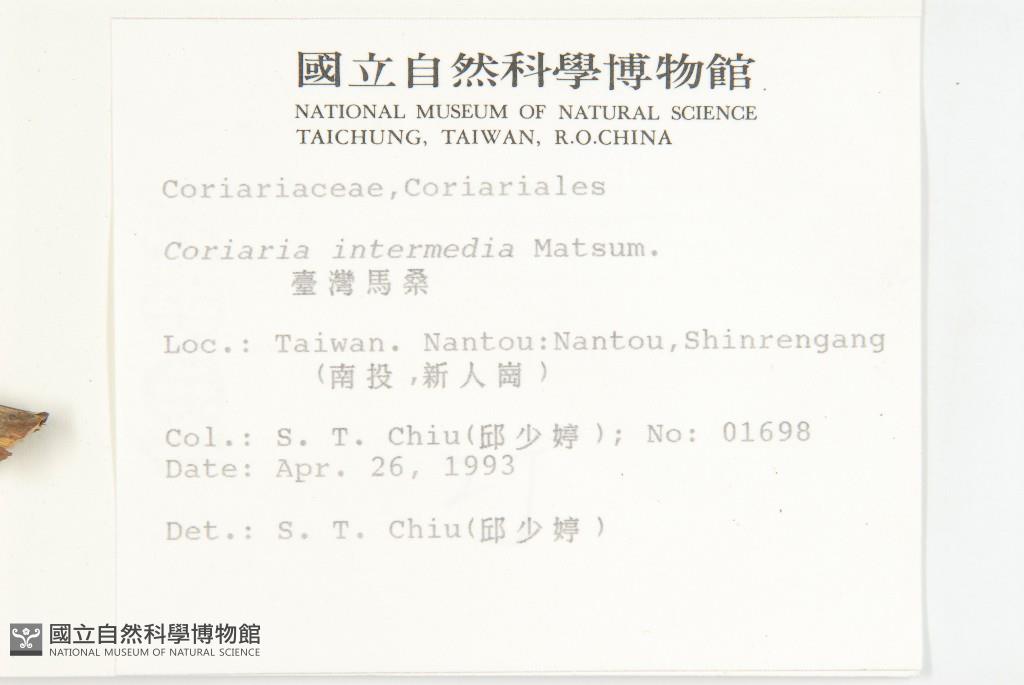 國立自然科學博物館
NATIONAL MUSEUM OF NATURAL SCIENCE
TAICHUNG, TAIWAN, R.O.CHINA
Coriariaceae,Coriariales
Coriaria intermedia Matsum.
臺灣馬桑
Loc.: Taiwan. Nantou:Nantou,Shinrengang
(南投,新人崗)
Col.: S. T. Chiu(邱少婷); No: 01698
Date: Apr. 26, 1993
Det.: S. T. Chiu(邱少婷)
國立自然科學博物館
NATIONAL MUSEUM OF NATURAL SCIENCE